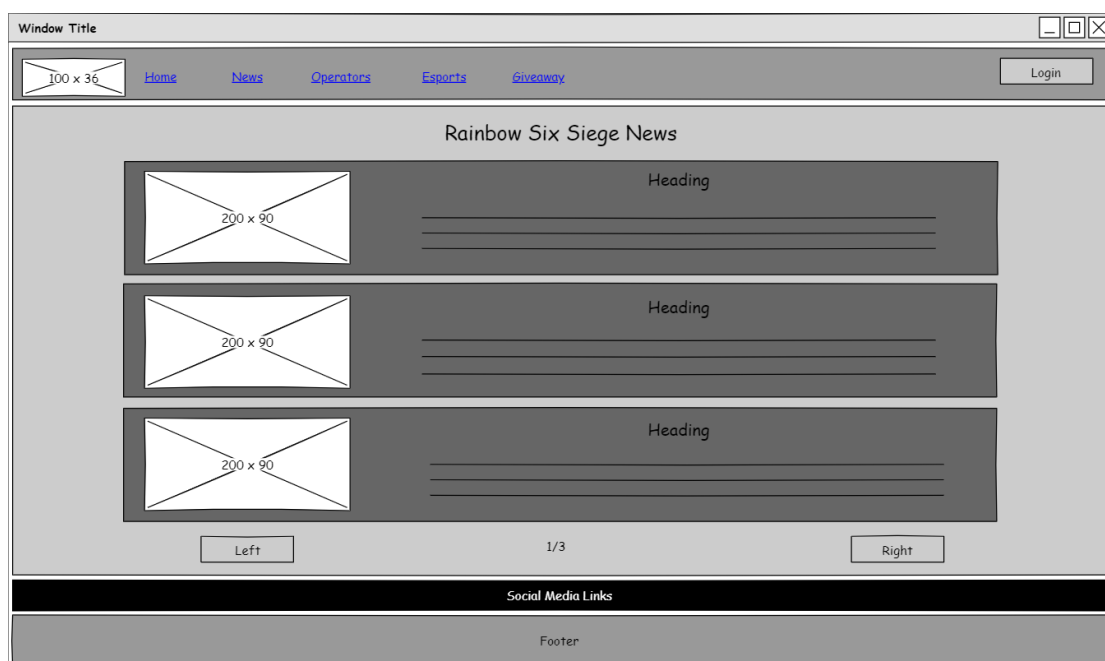 Window Title
100 x 36 Home News Operators Esports Giveaway Login
Rainbow Six Siege News
Heading
200 x 90
Heading
200 x 90
Heading
200 x 90
Left 1/3 Right
Social Media Links
Footer